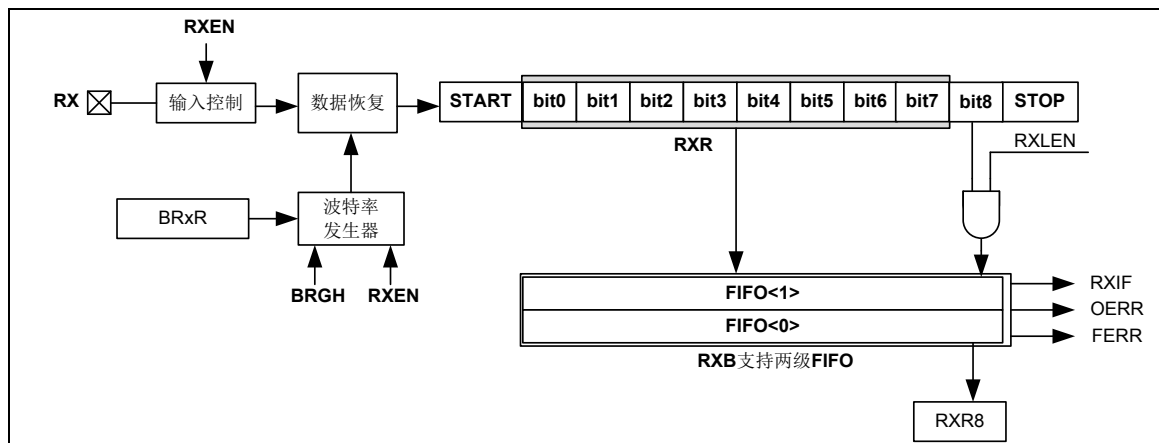 RXEN
RX
输入控制
数据恢复
START bit0 bit1 bit2 bit3 bit4 bit5 bit6 bit7 bit8 STOP
RXR
RXLEN
BRxR
波特率
发生器
BRGH
RXEN
FIFO<1>
FIFO<0>
RXIF
OERR
FERR
RXB支持两级FIFO
RXR8